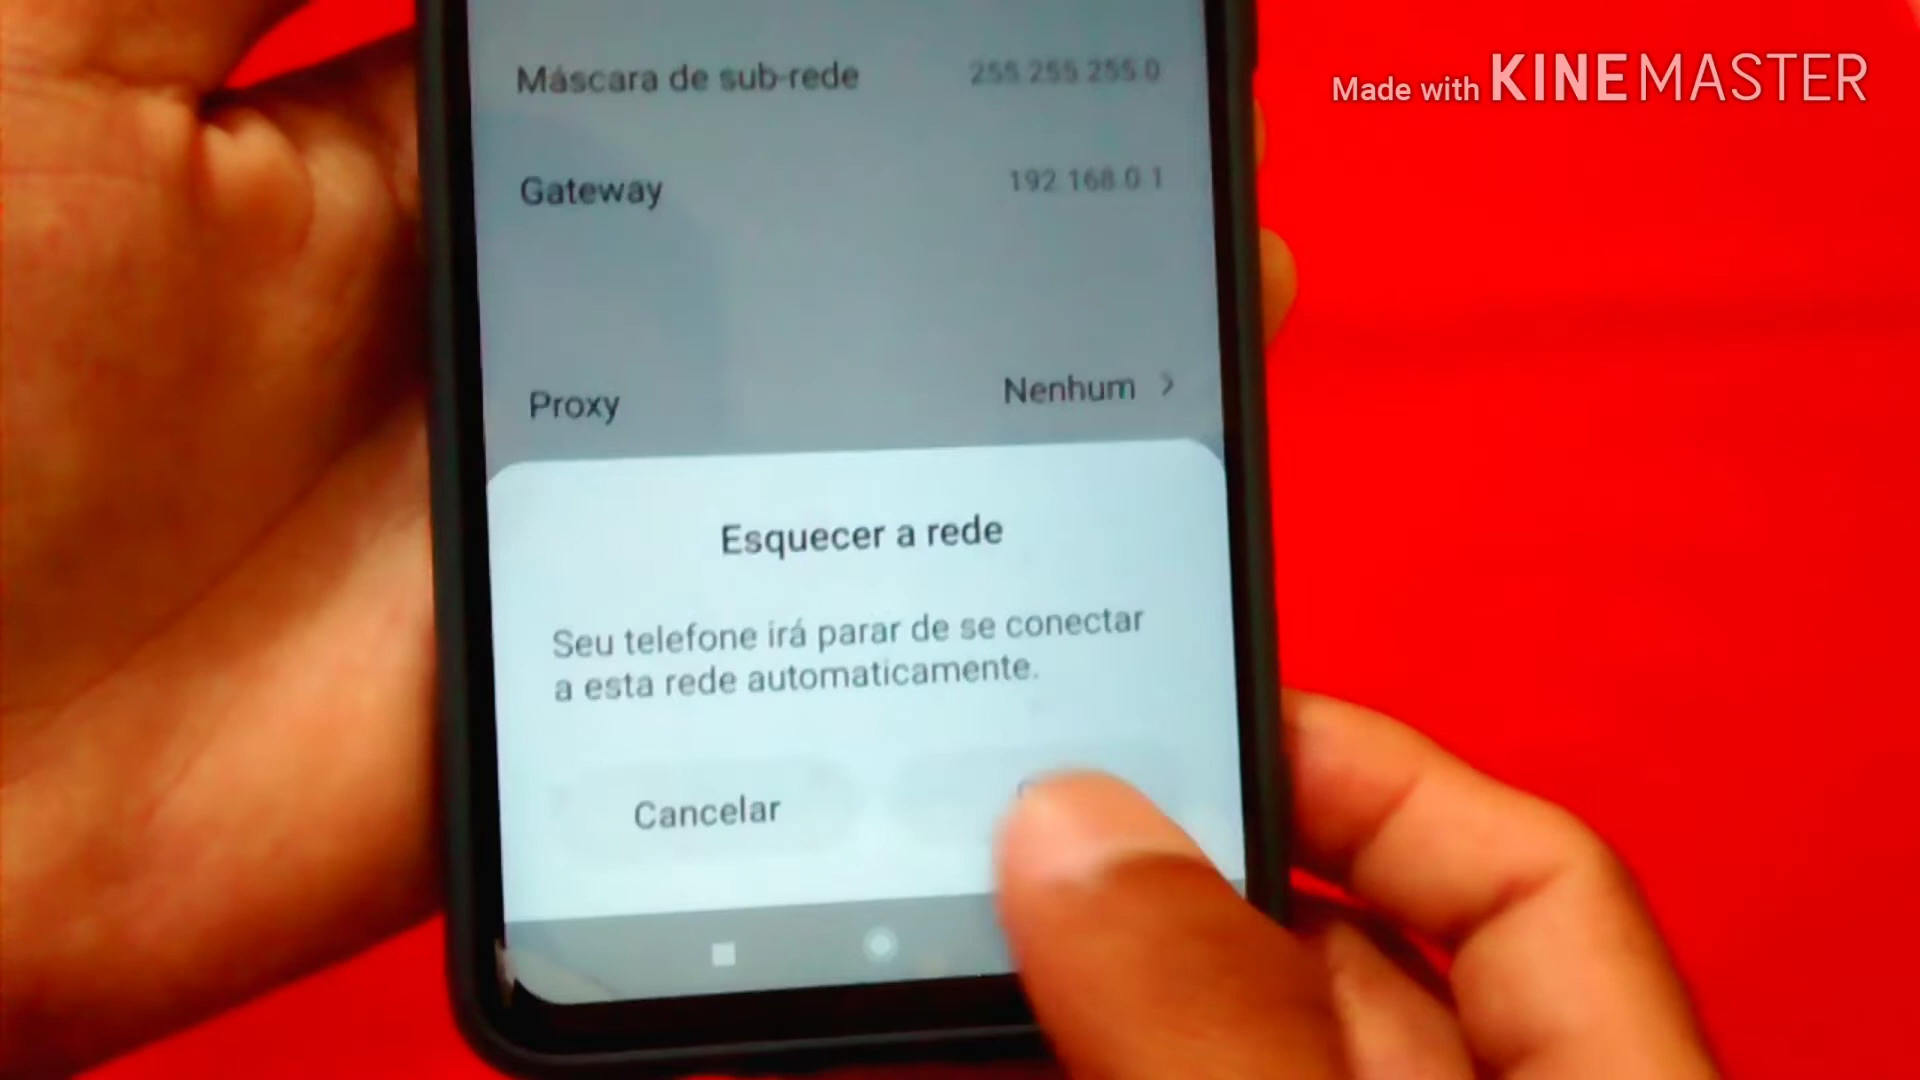 Made with KINEMASTER
Máscara de sub-rede 255.255.255.0
Gateway 192.168.0.1
Proxy Nenhum >
Esquecer a rede
Seu telefone irá parar de se conectar
a esta rede automaticamente.
Cancelar